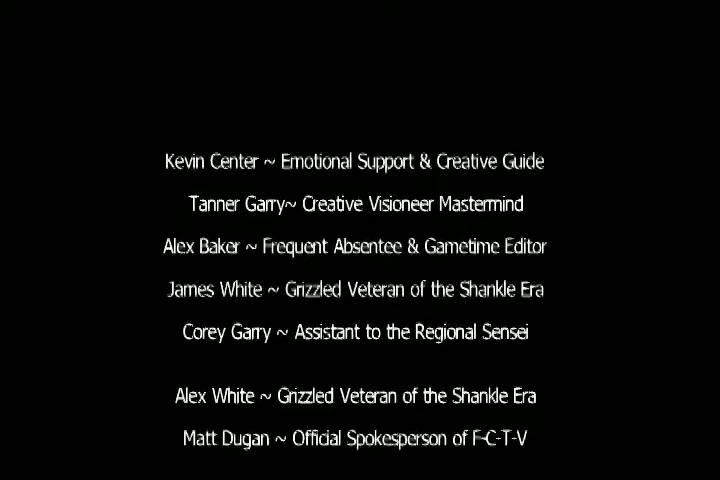 Kevin Center ~ Emotional Support & Creative Guide
Tanner Garry~ Creative Visioneer Mastermind
Alex Baker ~ Frequent Absentee & Gametime Editor
James White ~ Grizzled Veteran of the Shankle Era
Corey Garry ~ Assistant to the Regional Sensei
Alex White ~ Grizzled Veteran of the Shankle Era
Matt Dugan ~ Official Spokesperson of F-C-T-V